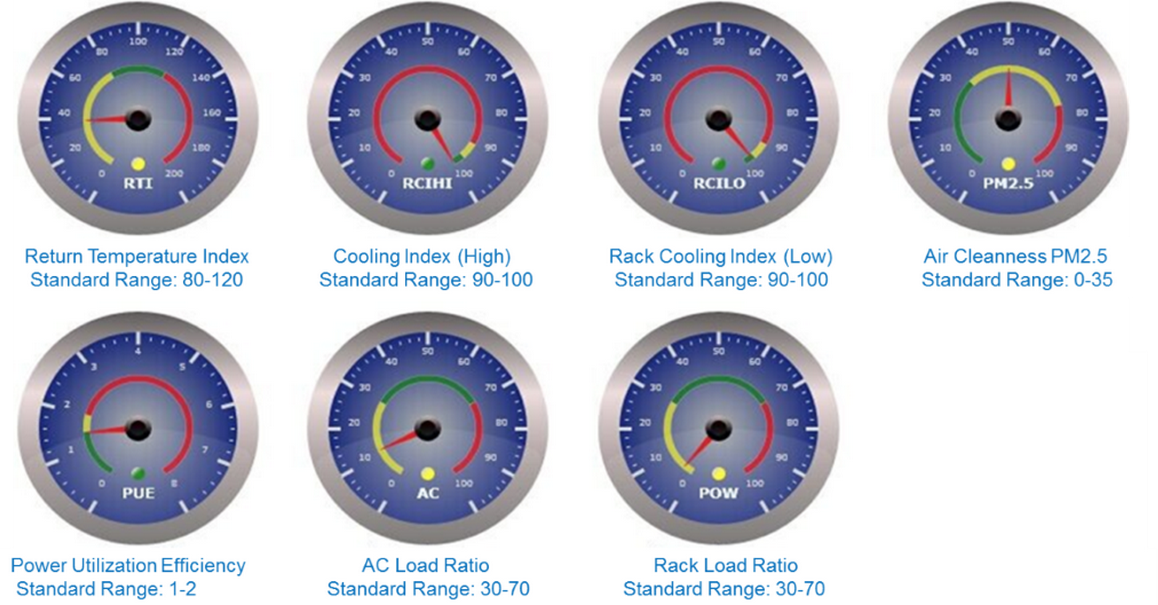 0 20 40 60 80 100 120 140 160 180 200
RTI
0 10 20 30 40 50 60 70 80 90 100
RCIHI
0 10 20 30 40 50 60 70 80 90 100
RCILO
0 10 20 30 40 50 60 70 80 90 100
PM2.5
Return Temperature Index
Standard Range: 80-120
Cooling Index (High)
Standard Range: 90-100
Rack Cooling Index (Low)
Standard Range: 90-100
Air Cleanness PM2.5
Standard Range: 0-35
0 1 2 3 4 5 6 7 8
PUE
0 10 20 30 40 50 60 70 80 90 100
AC
0 10 20 30 40 50 60 70 80 90 100
POW
Power Utilization Efficiency
Standard Range: 1-2
AC Load Ratio
Standard Range: 30-70
Rack Load Ratio
Standard Range: 30-70